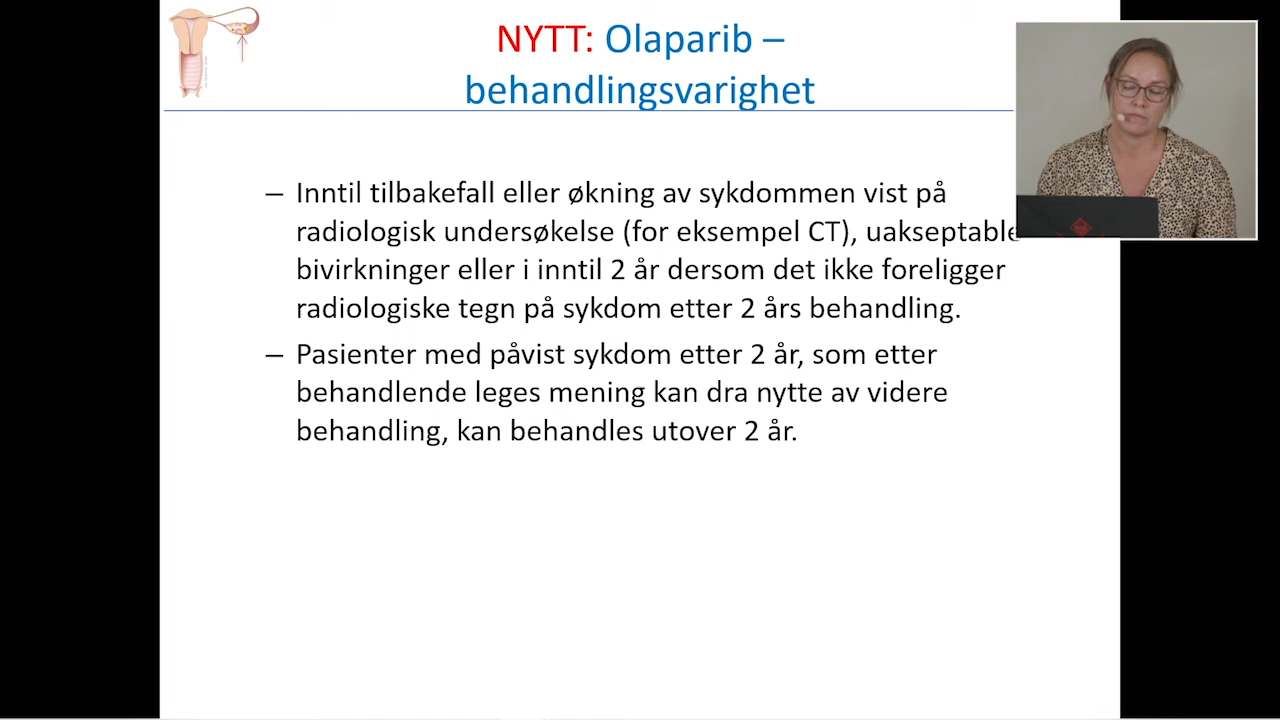 NYTT: Olaparib –
behandlingsvarighet
– Inntil tilbakefall eller økning av sykdommen vist på
radiologisk undersøkelse (for eksempel CT), uakseptable
bivirkninger eller i inntil 2 år dersom det ikke foreligger
radiologiske tegn på sykdom etter 2 års behandling.
– Pasienter med påvist sykdom etter 2 år, som etter
behandlende leges mening kan dra nytte av videre
behandling, kan behandles utover 2 år.